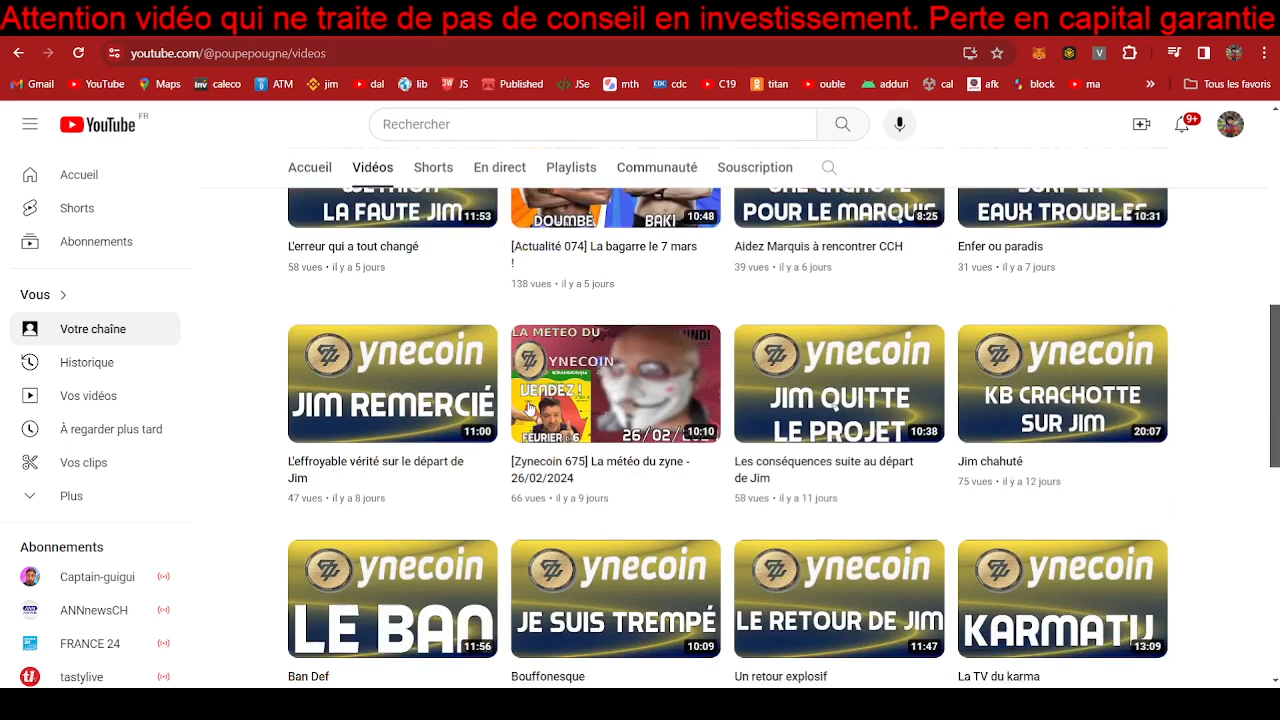 Attention vidéo qui ne traite de pas de conseil en investissement. Perte en capital garantie
youtube.com/@poupepougne/videos
Gmail YouTube Maps caleco ATM jim dal lib JS Published JSe mth cdc C19 titan ouble adduri cal afk block ma » Tous les favoris
YouTube FR
Rechercher
9+
Accueil Vidéos Shorts En direct Playlists Communauté Souscription
Accueil
Shorts
Abonnements
Vous
Votre chaîne
Historique
Vos vidéos
À regarder plus tard
Vos clips
Plus
Abonnements
Captain-guigui
ANNnewsCH
FRANCE 24
tastylive
LA FAUTE JIM 11:53
DOUMBÈ BAKI 10:48
POUR LE MARQUIS 8:25
EAUX TROUBLES 10:31
L'erreur qui a tout changé
58 vues • il y a 5 jours
[Actualité 074] La bagarre le 7 mars
!
138 vues • il y a 5 jours
Aidez Marquis à rencontrer CCH
39 vues • il y a 6 jours
Enfer ou paradis
31 vues • il y a 7 jours
ynecoin
JIM REMERCIÉ
11:00
LA METEO DU
YNECOIN
VENDEZ !
FÉVRIER
26/02/
10:10
ynecoin
JIM QUITTE
LE PROJET
10:38
ynecoin
KB CRACHOTTE
SUR JIM
20:07
L'effroyable vérité sur le départ de
Jim
47 vues • il y a 8 jours
[Zynecoin 675] La météo du zyne -
26/02/2024
66 vues • il y a 9 jours
Les conséquences suite au départ
de Jim
58 vues • il y a 11 jours
Jim chahuté
75 vues • il y a 12 jours
ynecoin
LE BAN
11:56
ynecoin
JE SUIS TREMPÉ
10:09
ynecoin
LE RETOUR DE JIM
11:47
ynecoin
KARMATV
13:09
Ban Def
Bouffonesque
Un retour explosif
La TV du karma